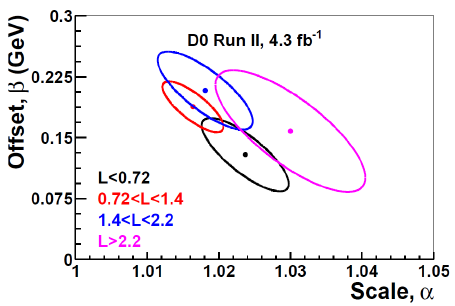 0.3
D0 Run II, 4.3 fb⁻¹
0.225
Offset, β (GeV)
0.15
L<0.72
0.72<L<1.4
0.075
1.4<L<2.2
L>2.2
0
1 1.01 1.02 1.03 1.04 1.05
Scale, α